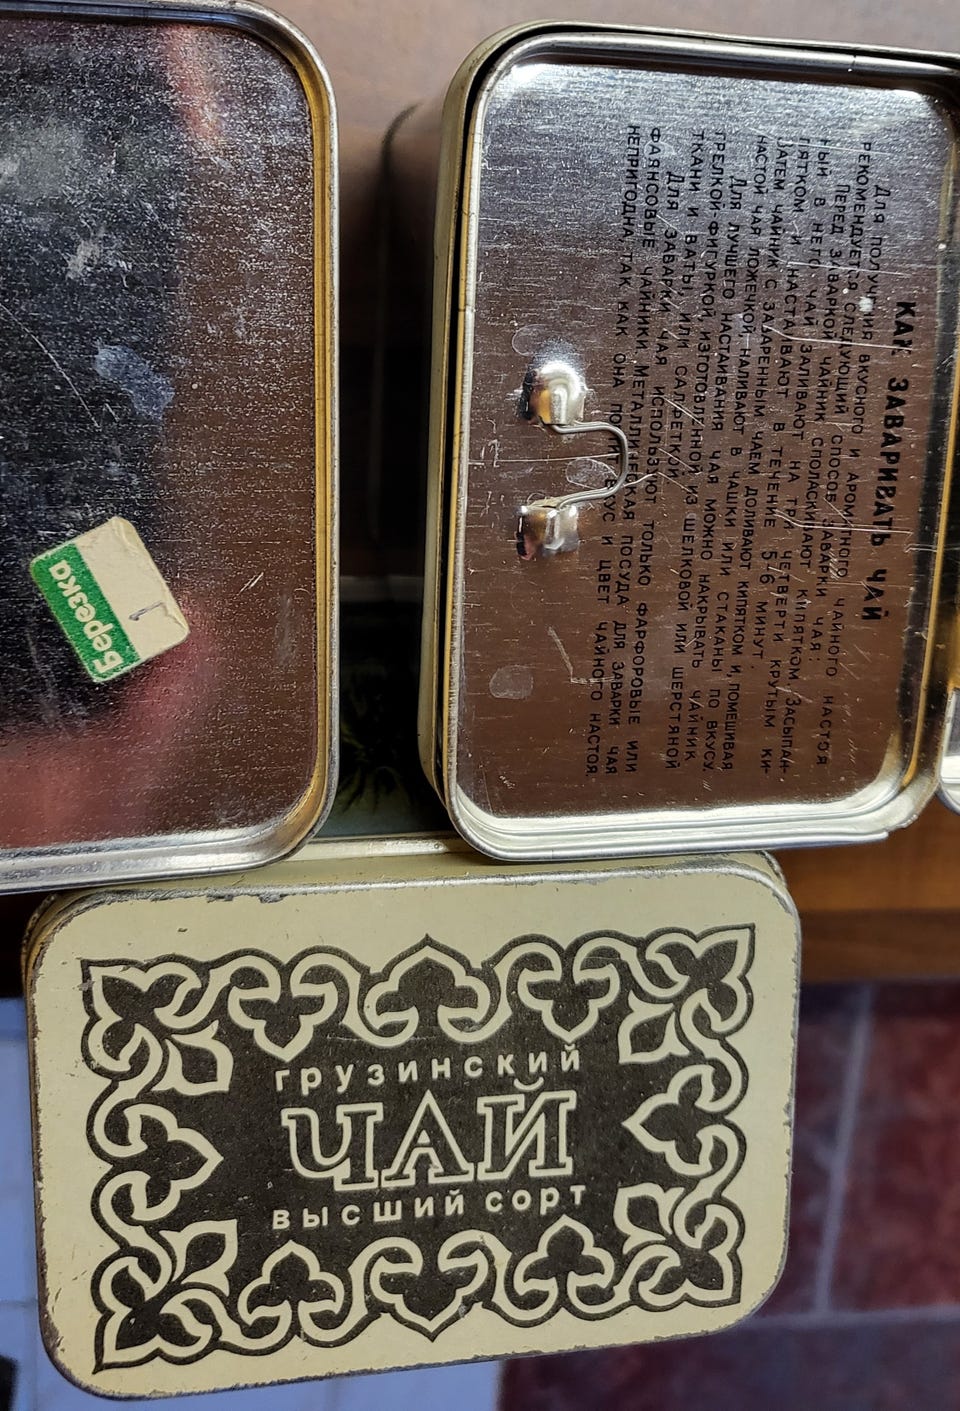 Березка
КАК ЗАВАРИВАТЬ ЧАЙ
Для получения вкусного и ароматного чайного настоя
рекомендуется следующий способ заварки чая:
Перед заваркой чайник споласкивают кипятком. Засыпан-
ный в него чай заливают на три четверти крутым ки-
пятком и настаивают в течение 5-6 минут.
Затем чайник с заваренным чаем доливают кипятком и, помешивая
настой чая ложечкой, наливают в чашки или стаканы по вкусу.
Для лучшего настаивания чая можно накрывать чайник
грелкой-фигуркой, изготовленной из шелковой или шерстяной
ткани и ваты, или салфеткой.
Для заварки чая используют только фарфоровые или
фаянсовые чайники. Металлическая посуда для заварки чая
непригодна, так как она вкус и цвет чайного настоя.
грузинский
ЧАЙ
высший сорт